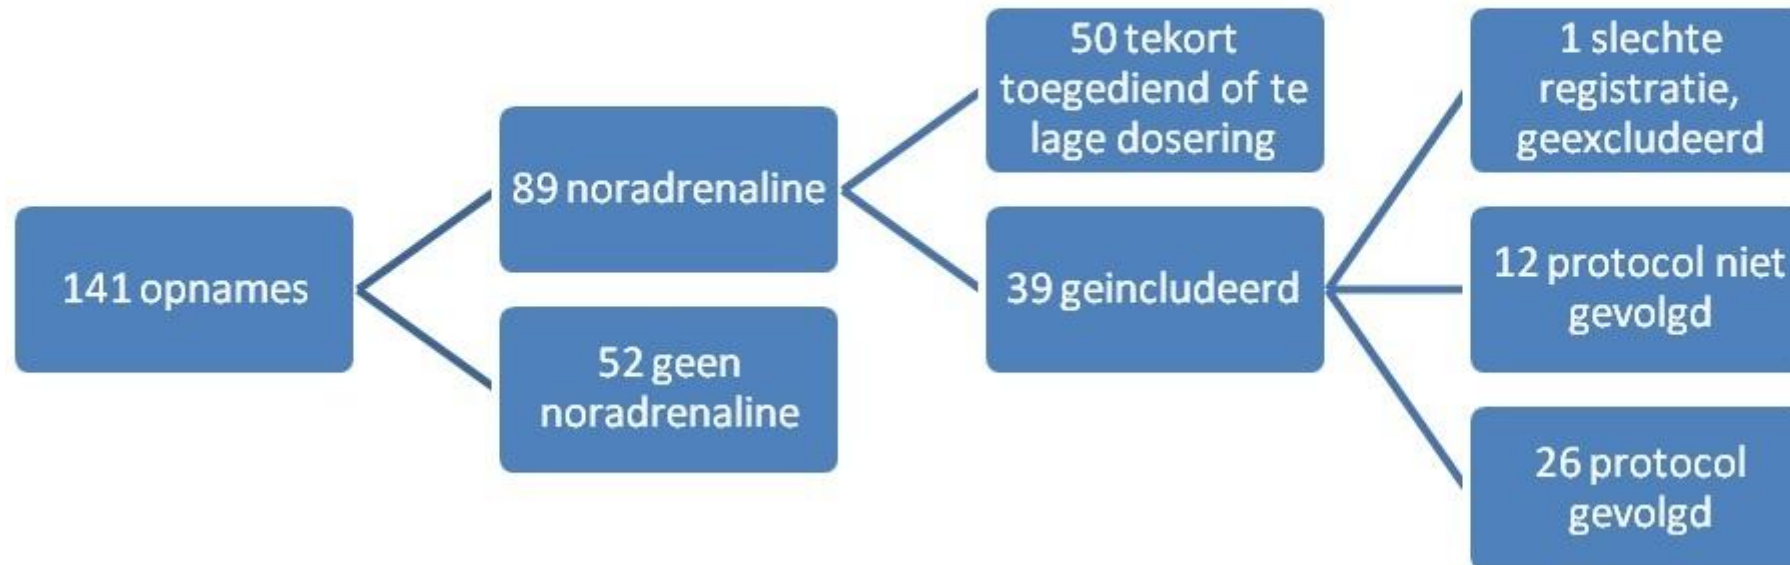 141 opnames
89 noradrenaline
52 geen
noradrenaline
50 tekort
toegediend of te
lage dosering
39 geincludeerd
1 slechte
registratie,
geexcludeerd
12 protocol niet
gevolgd
26 protocol
gevolgd